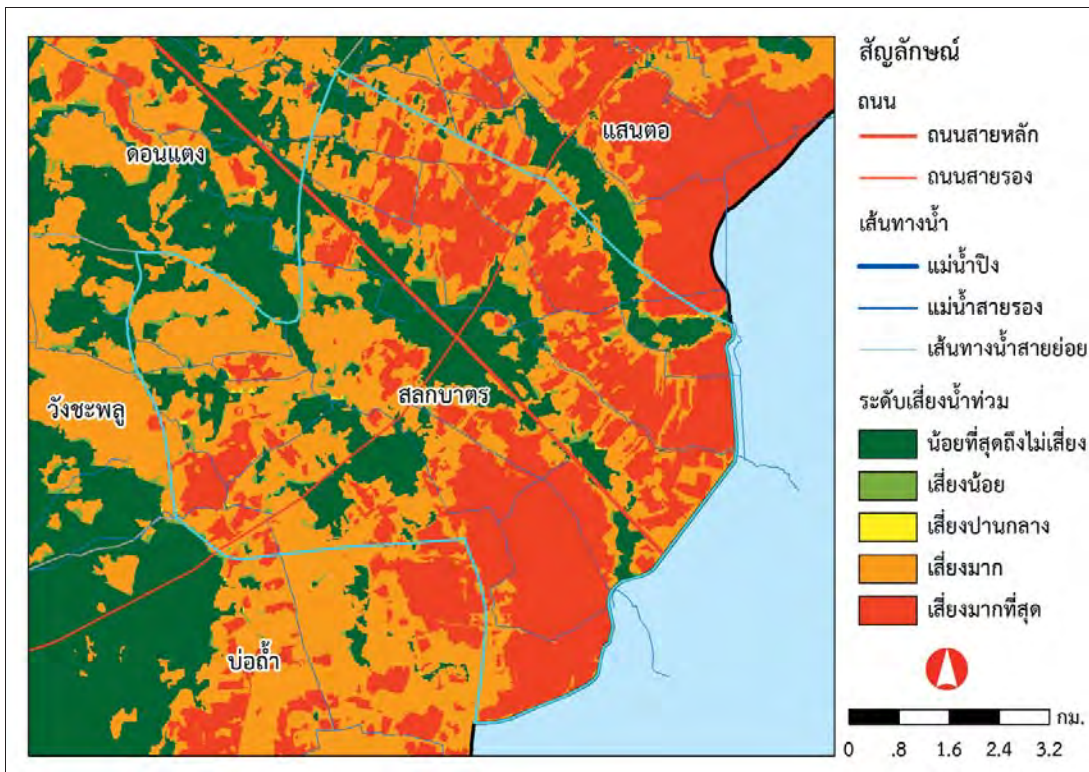 แสนตอ
ดอนแตง
สลกบาตร
วังชะพลู
บ่อถ้ำ
สัญลักษณ์
ถนน
ถนนสายหลัก
ถนนสายรอง
เส้นทางน้ำ
แม่น้ำปิง
แม่น้ำสายรอง
เส้นทางน้ำสายย่อย
ระดับเสี่ยงน้ำท่วม
น้อยที่สุดถึงไม่เสี่ยง
เสี่ยงน้อย
เสี่ยงปานกลาง
เสี่ยงมาก
เสี่ยงมากที่สุด
กม.
0 .8 1.6 2.4 3.2